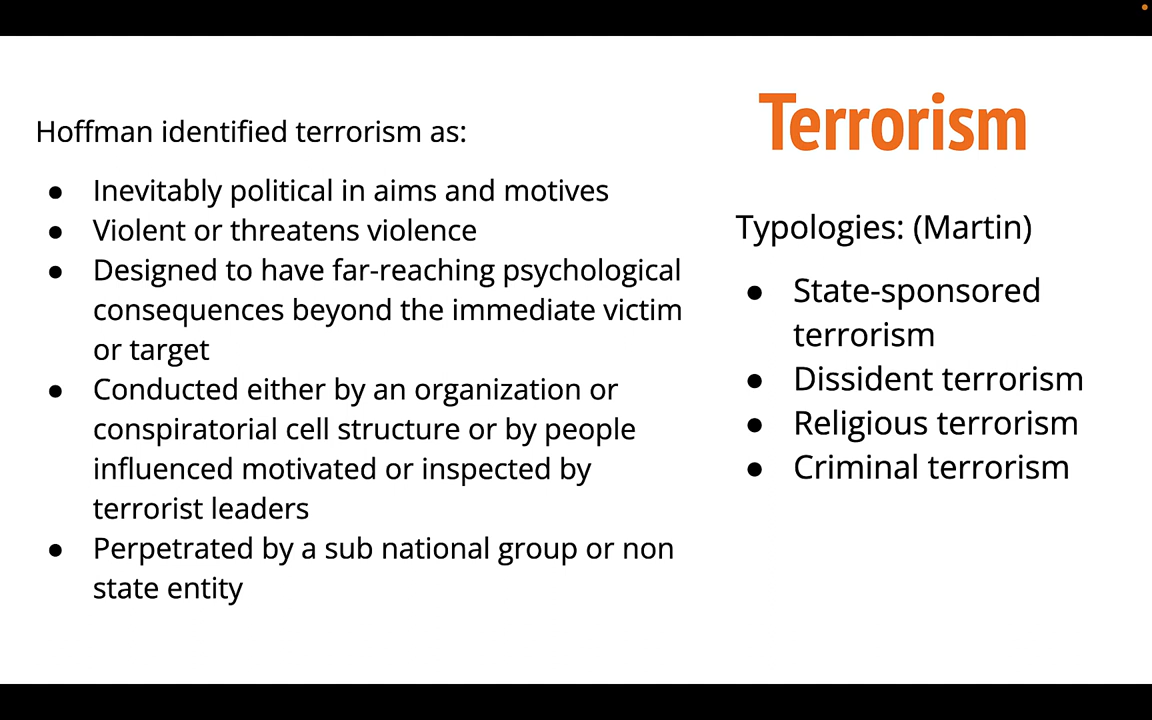 Terrorism
Hoffman identified terrorism as:
● Inevitably political in aims and motives
● Violent or threatens violence
● Designed to have far-reaching psychological
consequences beyond the immediate victim
or target
● Conducted either by an organization or
conspiratorial cell structure or by people
influenced motivated or inspected by
terrorist leaders
● Perpetrated by a sub national group or non
state entity
Typologies: (Martin)
● State-sponsored
terrorism
● Dissident terrorism
● Religious terrorism
● Criminal terrorism